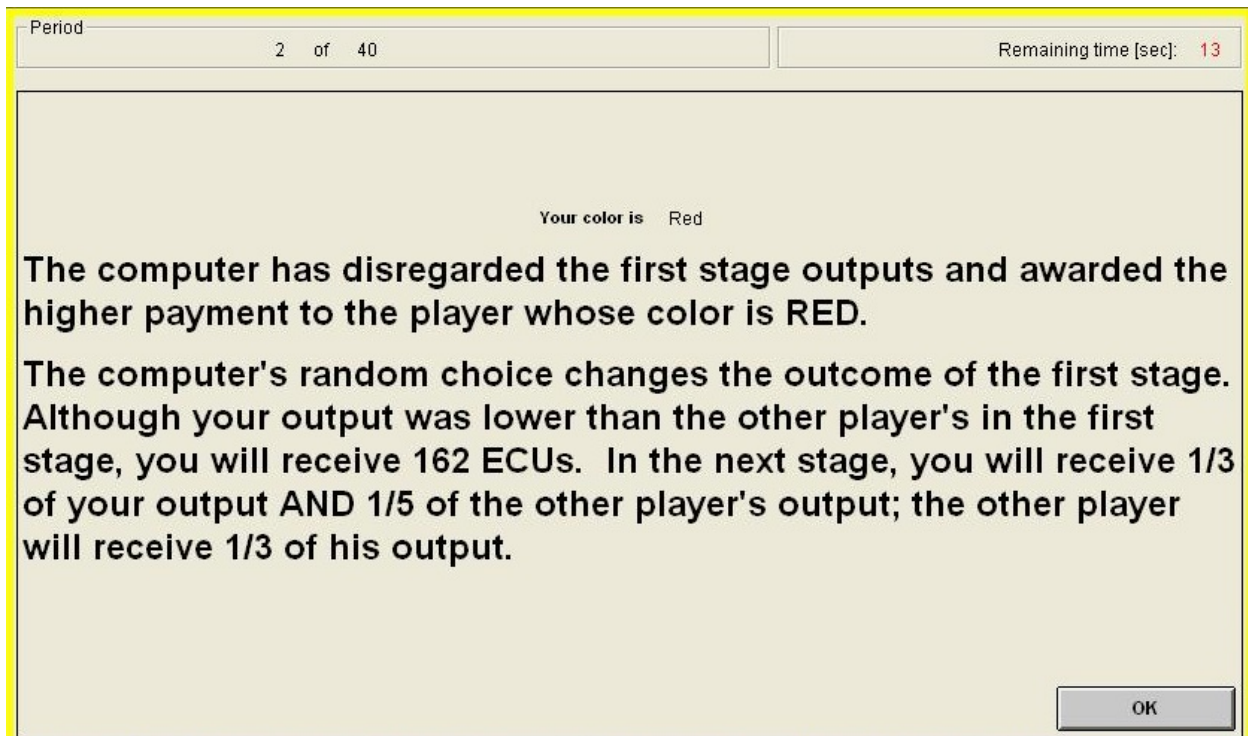 Period
2 of 40
Remaining time [sec]: 13
Your color is Red
The computer has disregarded the first stage outputs and awarded the
higher payment to the player whose color is RED.
The computer's random choice changes the outcome of the first stage.
Although your output was lower than the other player's in the first
stage, you will receive 162 ECUs. In the next stage, you will receive 1/3
of your output AND 1/5 of the other player's output; the other player
will receive 1/3 of his output.
OK